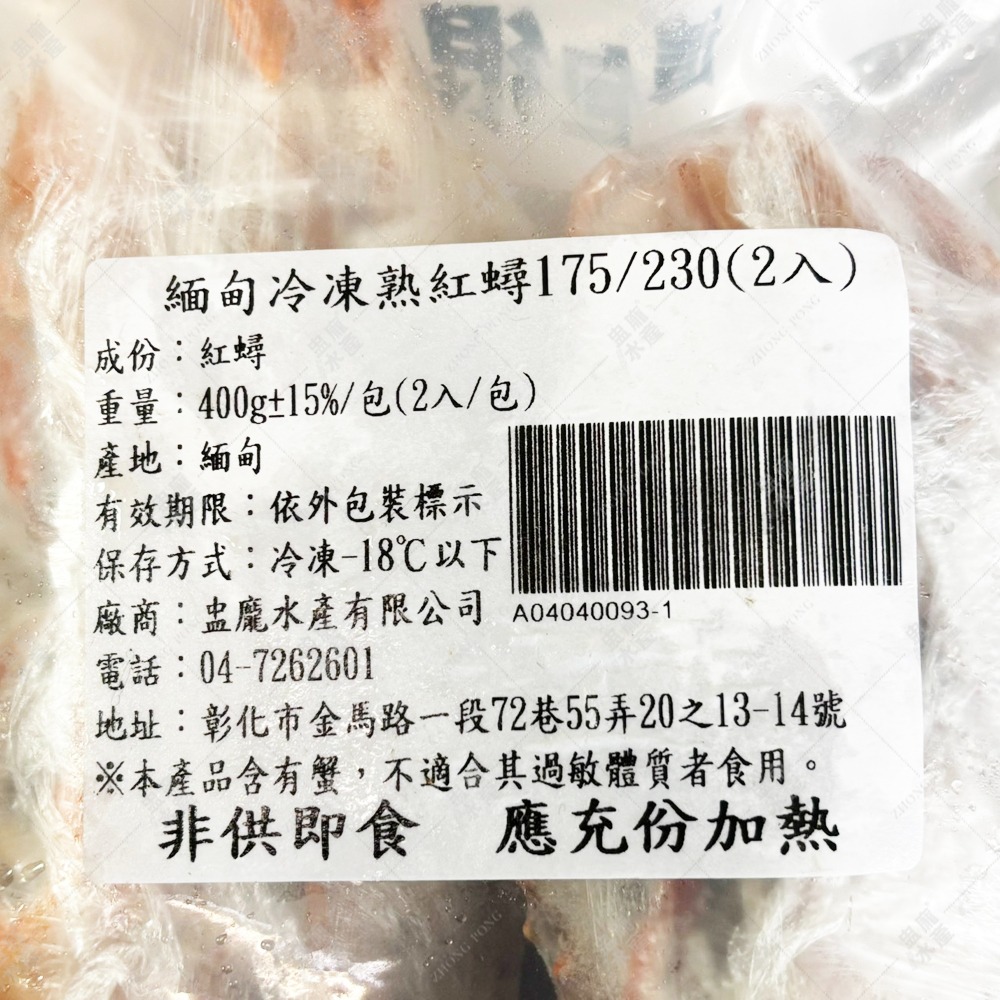 緬甸冷凍熟紅蟳175/230(2入)
成份：紅蟳
重量：400g±15%/包(2入/包)
產地：緬甸
有效期限：依外包裝標示
保存方式：冷凍-18℃以下
廠商：盅龐水產有限公司
A04040093-1
電話：04-7262601
地址：彰化市金馬路一段72巷55弄20之13-14號
※本產品含有蟹，不適合其過敏體質者食用。
非供即食 應充份加熱